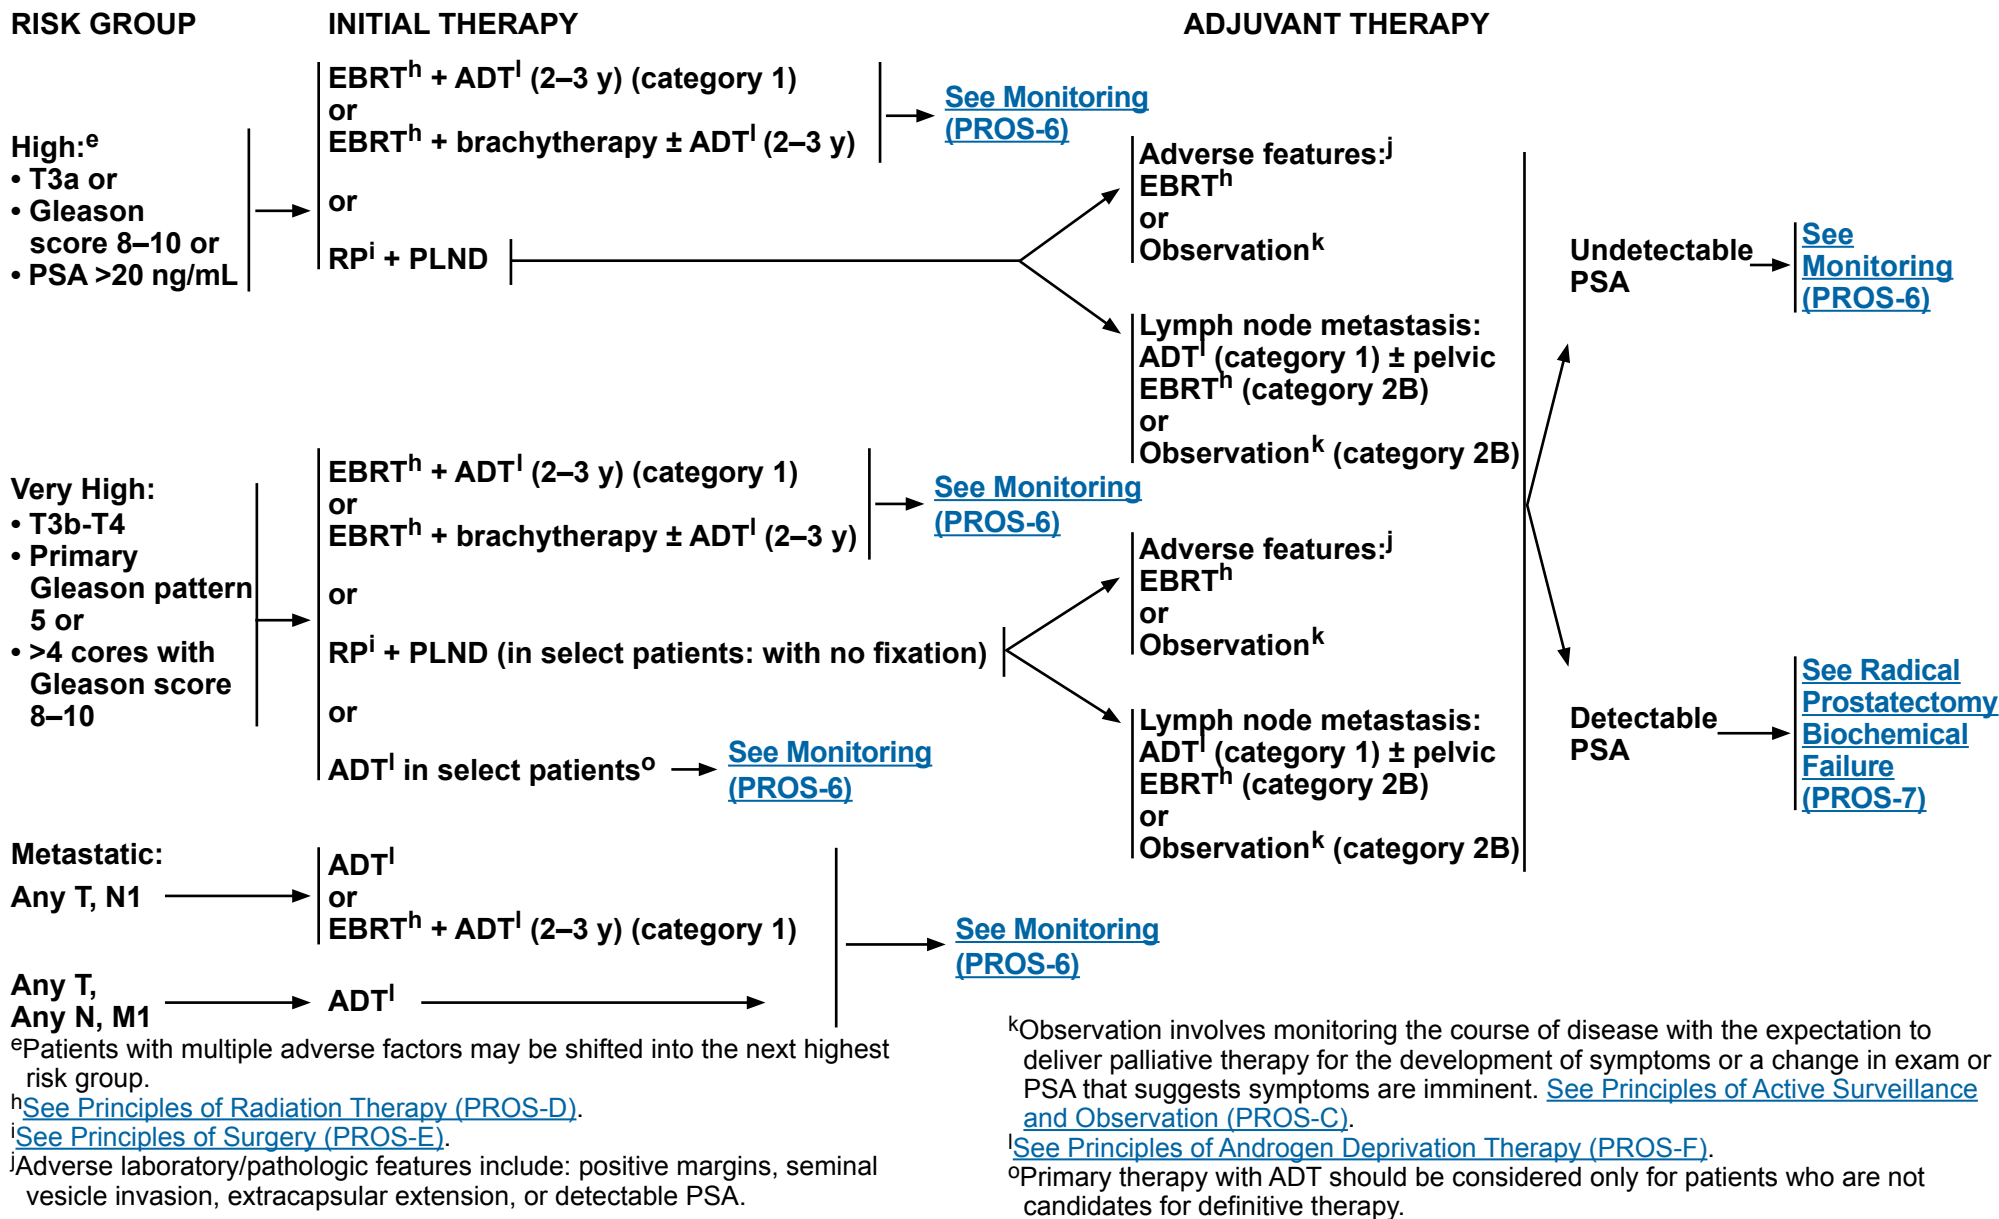 RISK GROUP
INITIAL THERAPY
ADJUVANT THERAPY
High:e
• T3a or
• Gleason
score 8–10 or
• PSA >20 ng/mL
EBRTh + ADTl (2–3 y) (category 1)
or
EBRTh + brachytherapy ± ADTl (2–3 y)
See Monitoring
(PROS-6)
or
RPi + PLND
Adverse features:j
EBRTh
or
Observationk
Lymph node metastasis:
ADTl (category 1) ± pelvic
EBRTh (category 2B)
or
Observationk (category 2B)
Undetectable
PSA
See
Monitoring
(PROS-6)
Very High:
• T3b-T4
• Primary
Gleason pattern
5 or
• >4 cores with
Gleason score
8–10
EBRTh + ADTl (2–3 y) (category 1)
or
EBRTh + brachytherapy ± ADTl (2–3 y)
See Monitoring
(PROS-6)
or
RPi + PLND (in select patients: with no fixation)
or
ADTl in select patientso
See Monitoring
(PROS-6)
Adverse features:j
EBRTh
or
Observationk
Lymph node metastasis:
ADTl (category 1) ± pelvic
EBRTh (category 2B)
or
Observationk (category 2B)
Detectable
PSA
See Radical
Prostatectomy
Biochemical
Failure
(PROS-7)
Metastatic:
Any T, N1
ADTl
or
EBRTh + ADTl (2–3 y) (category 1)
See Monitoring
(PROS-6)
Any T,
Any N, M1
ADTl
ePatients with multiple adverse factors may be shifted into the next highest
risk group.
hSee Principles of Radiation Therapy (PROS-D).
iSee Principles of Surgery (PROS-E).
jAdverse laboratory/pathologic features include: positive margins, seminal
vesicle invasion, extracapsular extension, or detectable PSA.
kObservation involves monitoring the course of disease with the expectation to
deliver palliative therapy for the development of symptoms or a change in exam or
PSA that suggests symptoms are imminent. See Principles of Active Surveillance
and Observation (PROS-C).
lSee Principles of Androgen Deprivation Therapy (PROS-F).
oPrimary therapy with ADT should be considered only for patients who are not
candidates for definitive therapy.